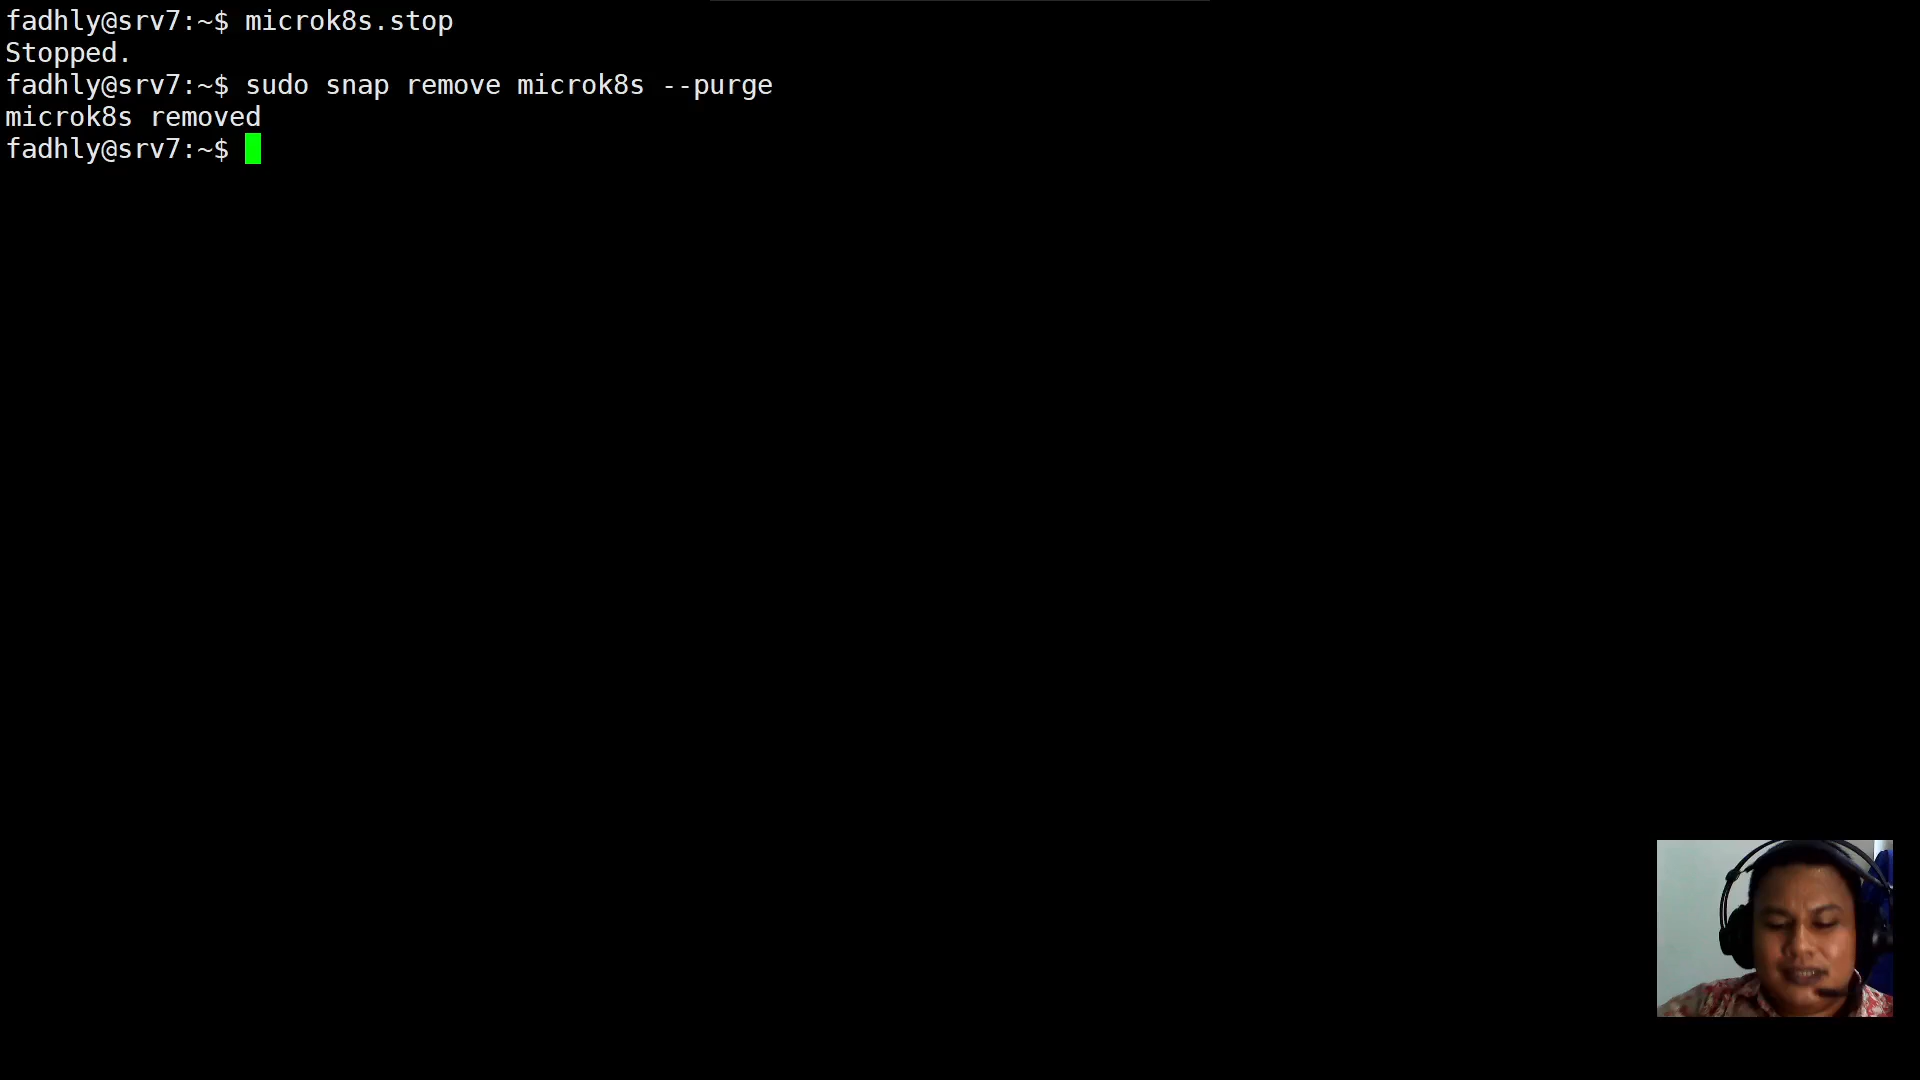 fadhly@srv7:~$ microk8s.stop
Stopped.
fadhly@srv7:~$ sudo snap remove microk8s --purge
microk8s removed
fadhly@srv7:~$